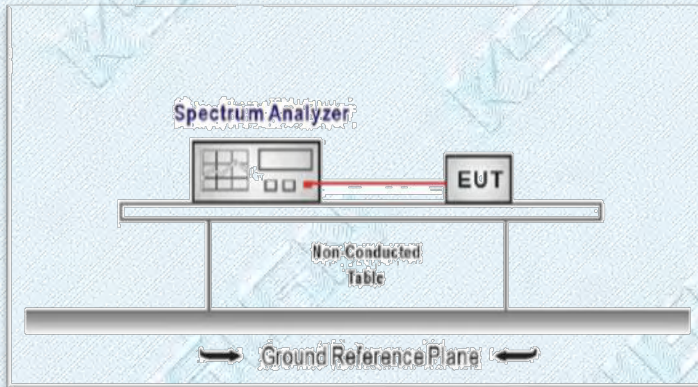 Spectrum Analyzer
EUT
Non-Conducted
Table
Ground Reference Plane